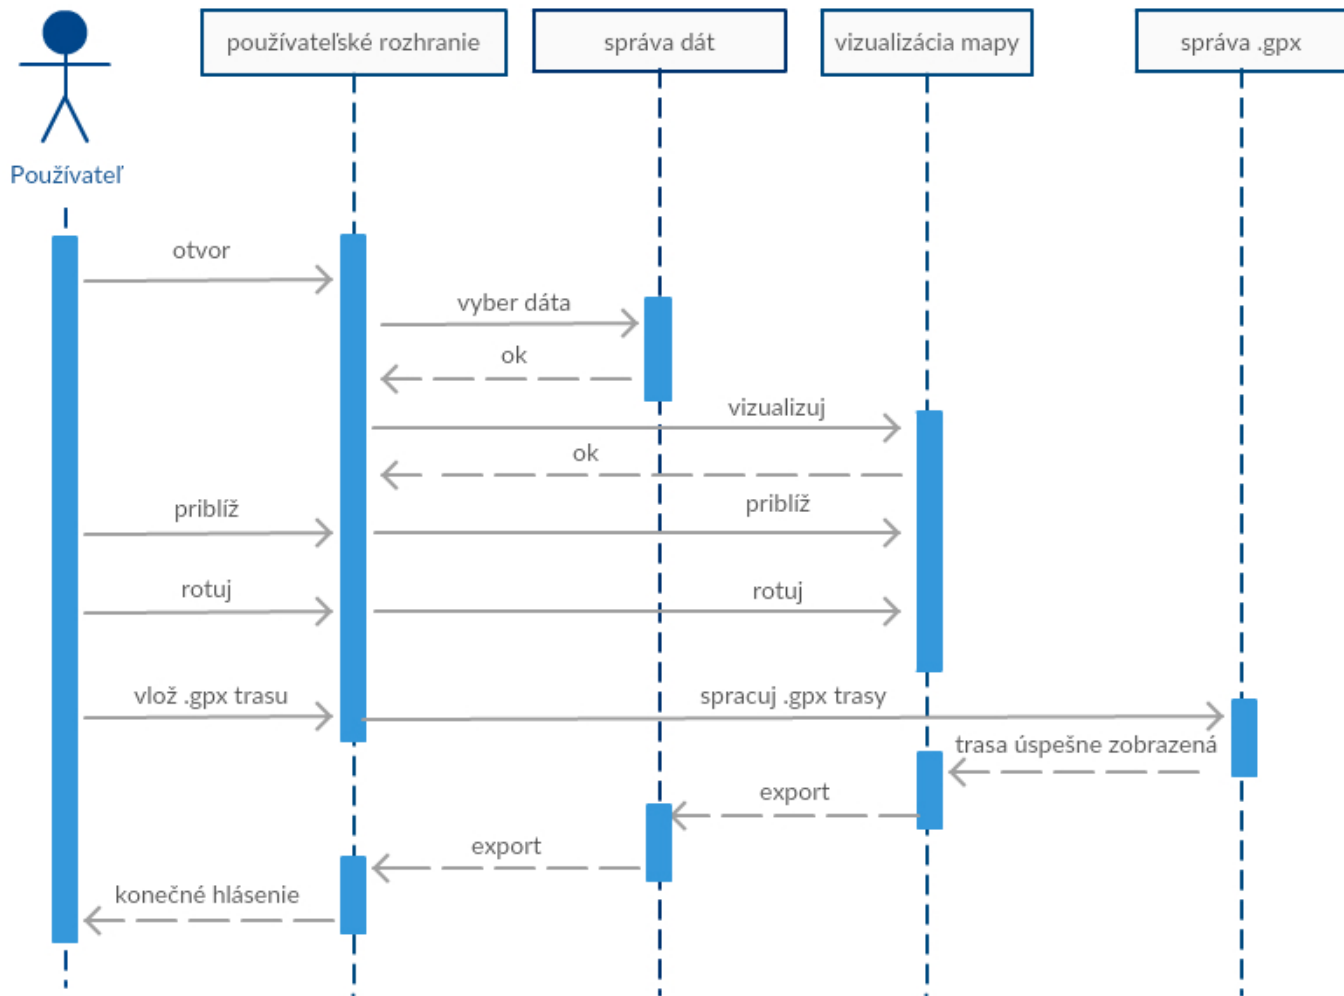 používateľské rozhranie
správa dát
vizualizácia mapy
správa .gpx
Používateľ
otvor
vyber dáta
ok
vizualizuj
ok
priblíž
priblíž
rotuj
rotuj
vlož .gpx trasu
spracuj .gpx trasy
trasa úspešne zobrazená
export
export
konečné hlásenie